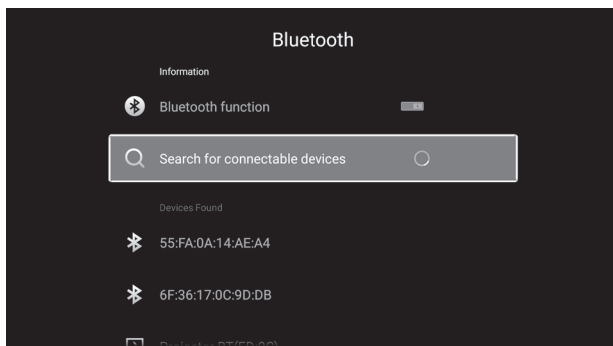 Bluetooth
Information
Bluetooth function
Search for connectable devices
Devices Found
55:FA:0A:14:AE:A4
6F:36:17:0C:9D:DB